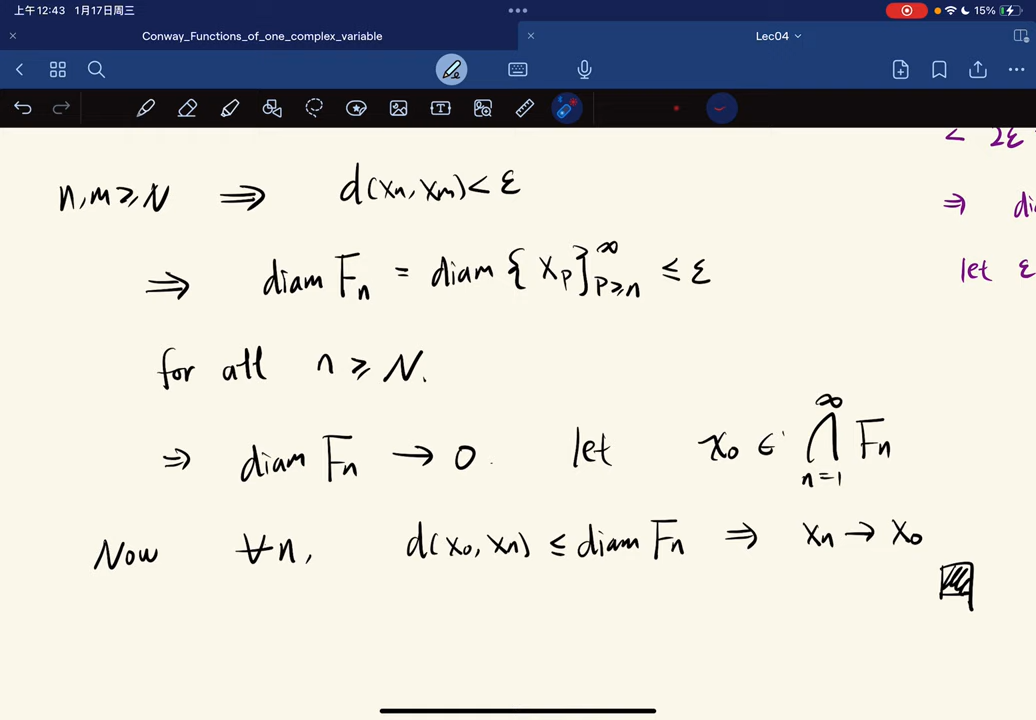 上午12:43 1月17日周三 15%
Conway_Functions_of_one_complex_variable Lec04
< 2ε
n, m ≥ N ⟹ d(xn, xm) < ε
⇒
⟹ diam Fn = diam { xp }∞p≥n ≤ ε
let ε
for all n ≥ N.
⇒ diam Fn → 0. let x0 ∈ ∞⋂n=1 Fn
Now ∀n, d(x0, xn) ≤ diam Fn ⇒ xn → x0